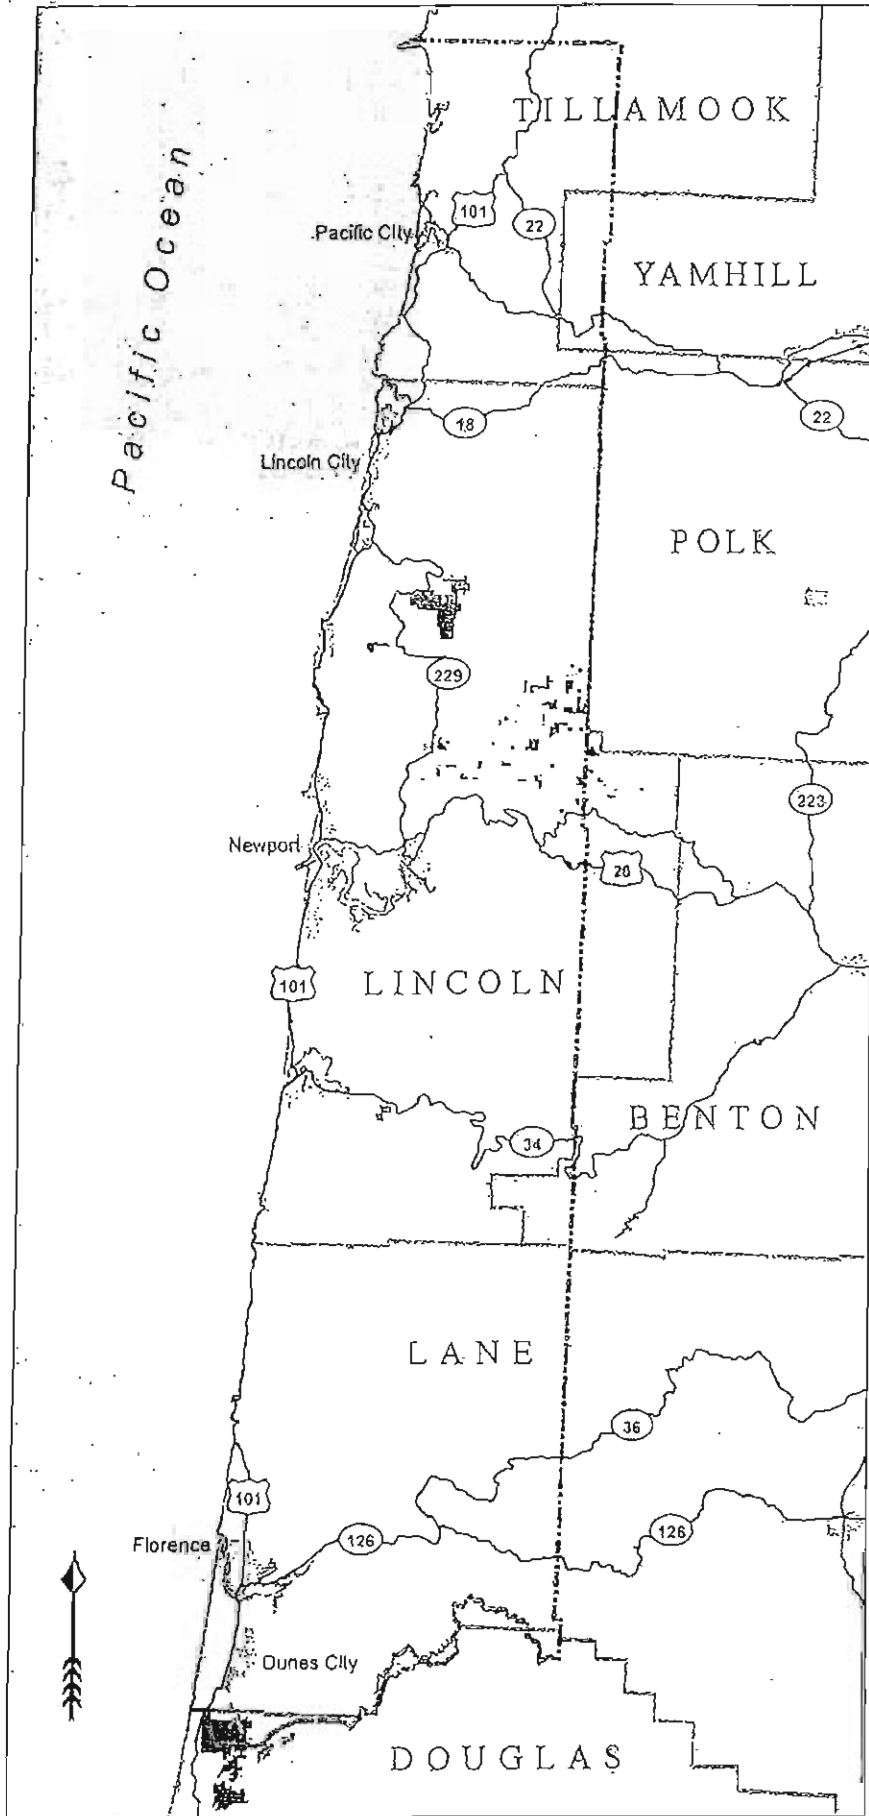 TILLAMOOK
Pacific Ocean
101
22
Pacific City
YAMHILL
18
22
Lincoln City
POLK
229
223
Newport
20
101
LINCOLN
BENTON
34
LANE
36
101
126
126
Florence
Dunes City
DOUGLAS